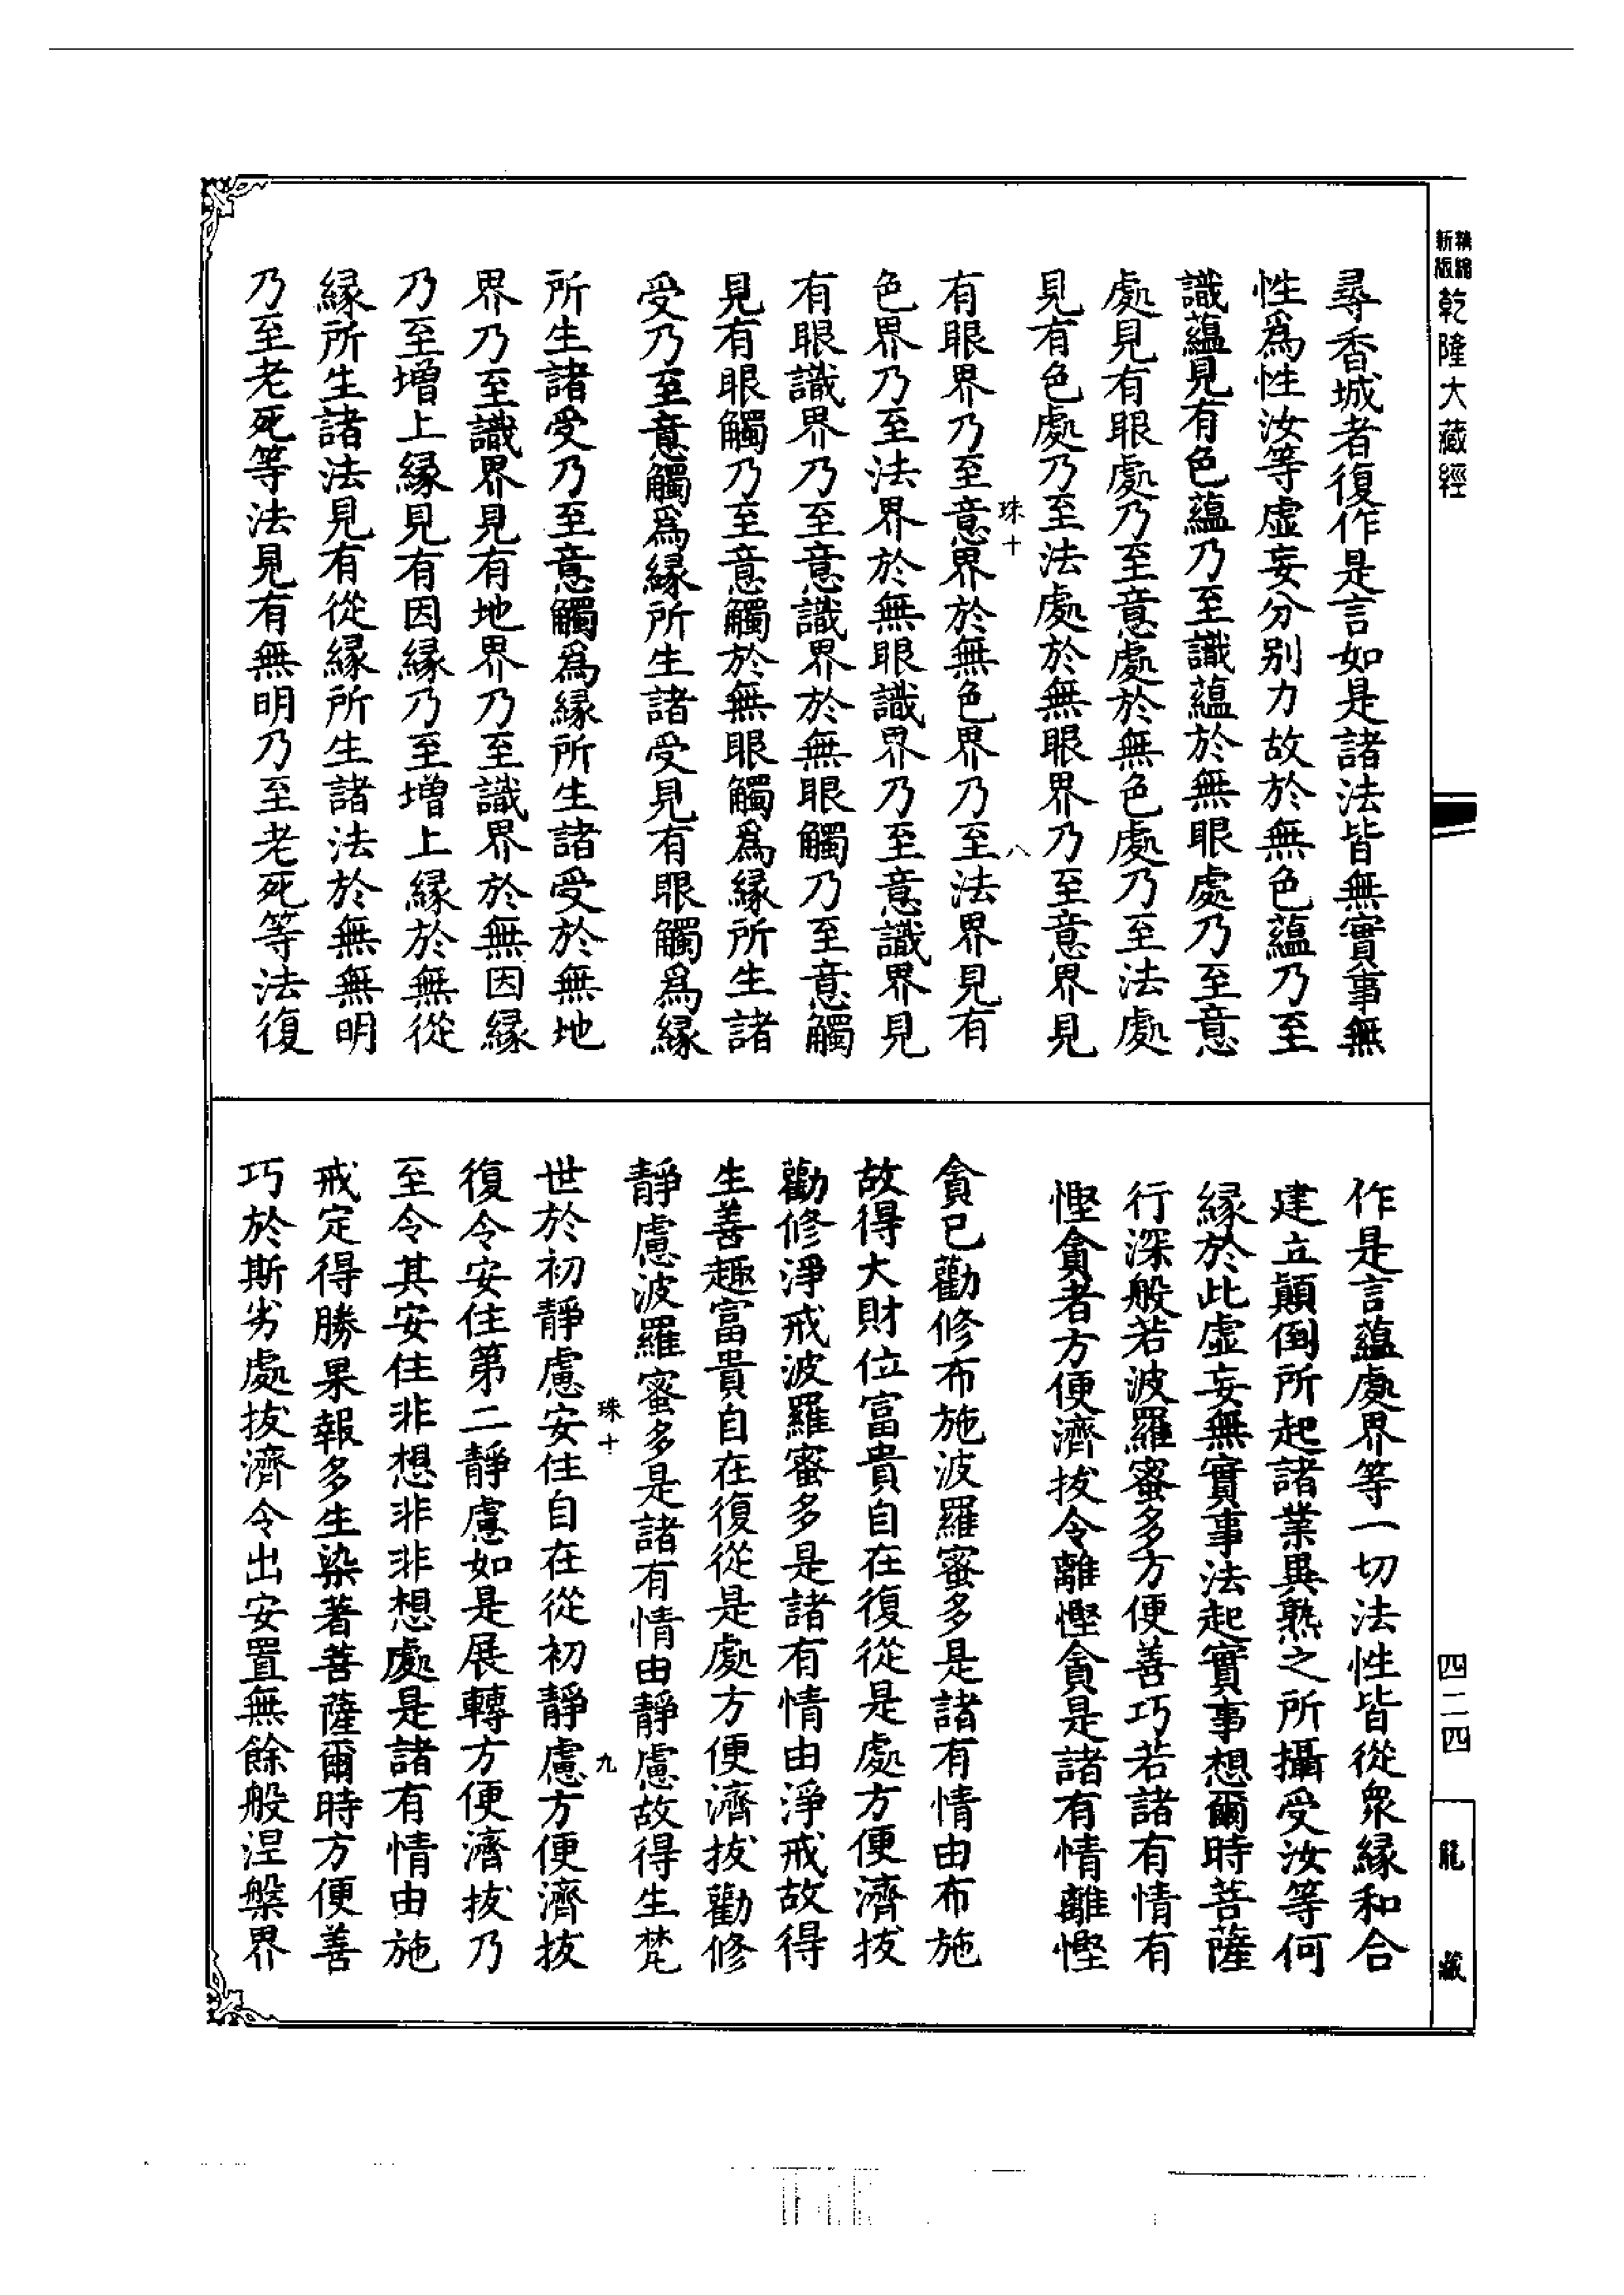 新版精縮乾隆大藏經
尋香城者復作是言如是諸法皆無實事無
性為性汝等虛妄分別力故於無色蘊乃至
識蘊見有色蘊乃至識蘊於無眼處乃至意
處見有眼處乃至意處於無色處乃至法處
見有色處乃至法處於無眼界乃至意界見
珠十 八
有眼界乃至意界於無色界乃至法界見有
色界乃至法界於無眼識界乃至意識界見
有眼識界乃至意識界於無眼觸乃至意觸
見有眼觸乃至意觸於無眼觸為緣所生諸
受乃至意觸為緣所生諸受見有眼觸為緣
所生諸受乃至意觸為緣所生諸受於無地
界乃至識界見有地界乃至識界於無因緣
乃至增上緣見有因緣乃至增上緣於無從
緣所生諸法見有從緣所生諸法於無無明
乃至老死等法見有無明乃至老死等法復
作是言蘊處界等一切法性皆從眾緣和合
建立顛倒所起諸業異熟之所攝受汝等何
緣於此虛妄無實事法起實事想爾時菩薩
行深般若波羅蜜多方便善巧若諸有情有
慳貪者方便濟拔令離慳貪是諸有情離慳
貪已勸修布施波羅蜜多是諸有情由布施
故得大財位富貴自在復從是處方便濟拔
勸修淨戒波羅蜜多是諸有情由淨戒故得
生善趣富貴自在復從是處方便濟拔勸修
靜慮波羅蜜多是諸有情由靜慮故得生梵
珠十 九
世於初靜慮安住自在從初靜慮方便濟拔
復令安住第二靜慮如是展轉方便濟拔乃
至令其安住非想非非想處是諸有情由施
戒定得勝果報多生染著菩薩爾時方便善
巧於斯劣處拔濟令出安置無餘般涅槃界
四二四
龍藏